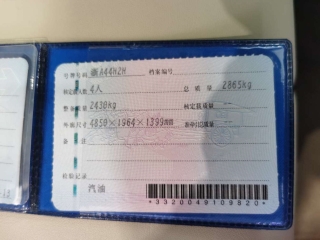 号牌号码 浙A44H2H 档案编号
核定载人数 4人 总质量 2865kg
整备质量 2430kg 核定载质量 --
外廓尺寸 4850×1964×1399mm 准牵引总质量 --
备注
检验记录
汽油
*3320049109820*